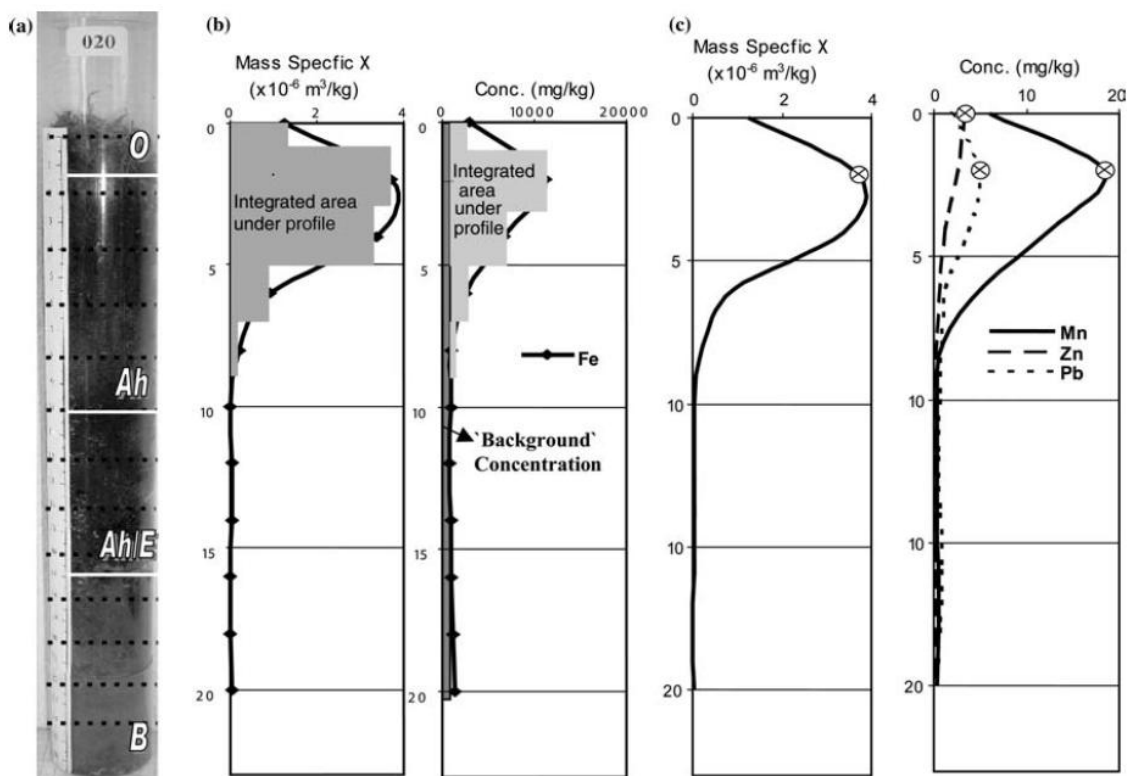 (a)
020
O
Ah
Ah/E
B
(b)
Mass Specfic X
(x10-6 m3/kg)
0
2
4
0
5
10
15
20
Integrated area
under profile
Conc. (mg/kg)
0
10000
20000
0
5
10
15
20
Integrated
area
under
profile
Fe
`Background`
Concentration
(c)
Mass Specfic X
(x10-6 m3/kg)
0
2
4
0
5
10
10
20
Conc. (mg/kg)
0
10
20
0
5
10
10
20
Mn
Zn
Pb